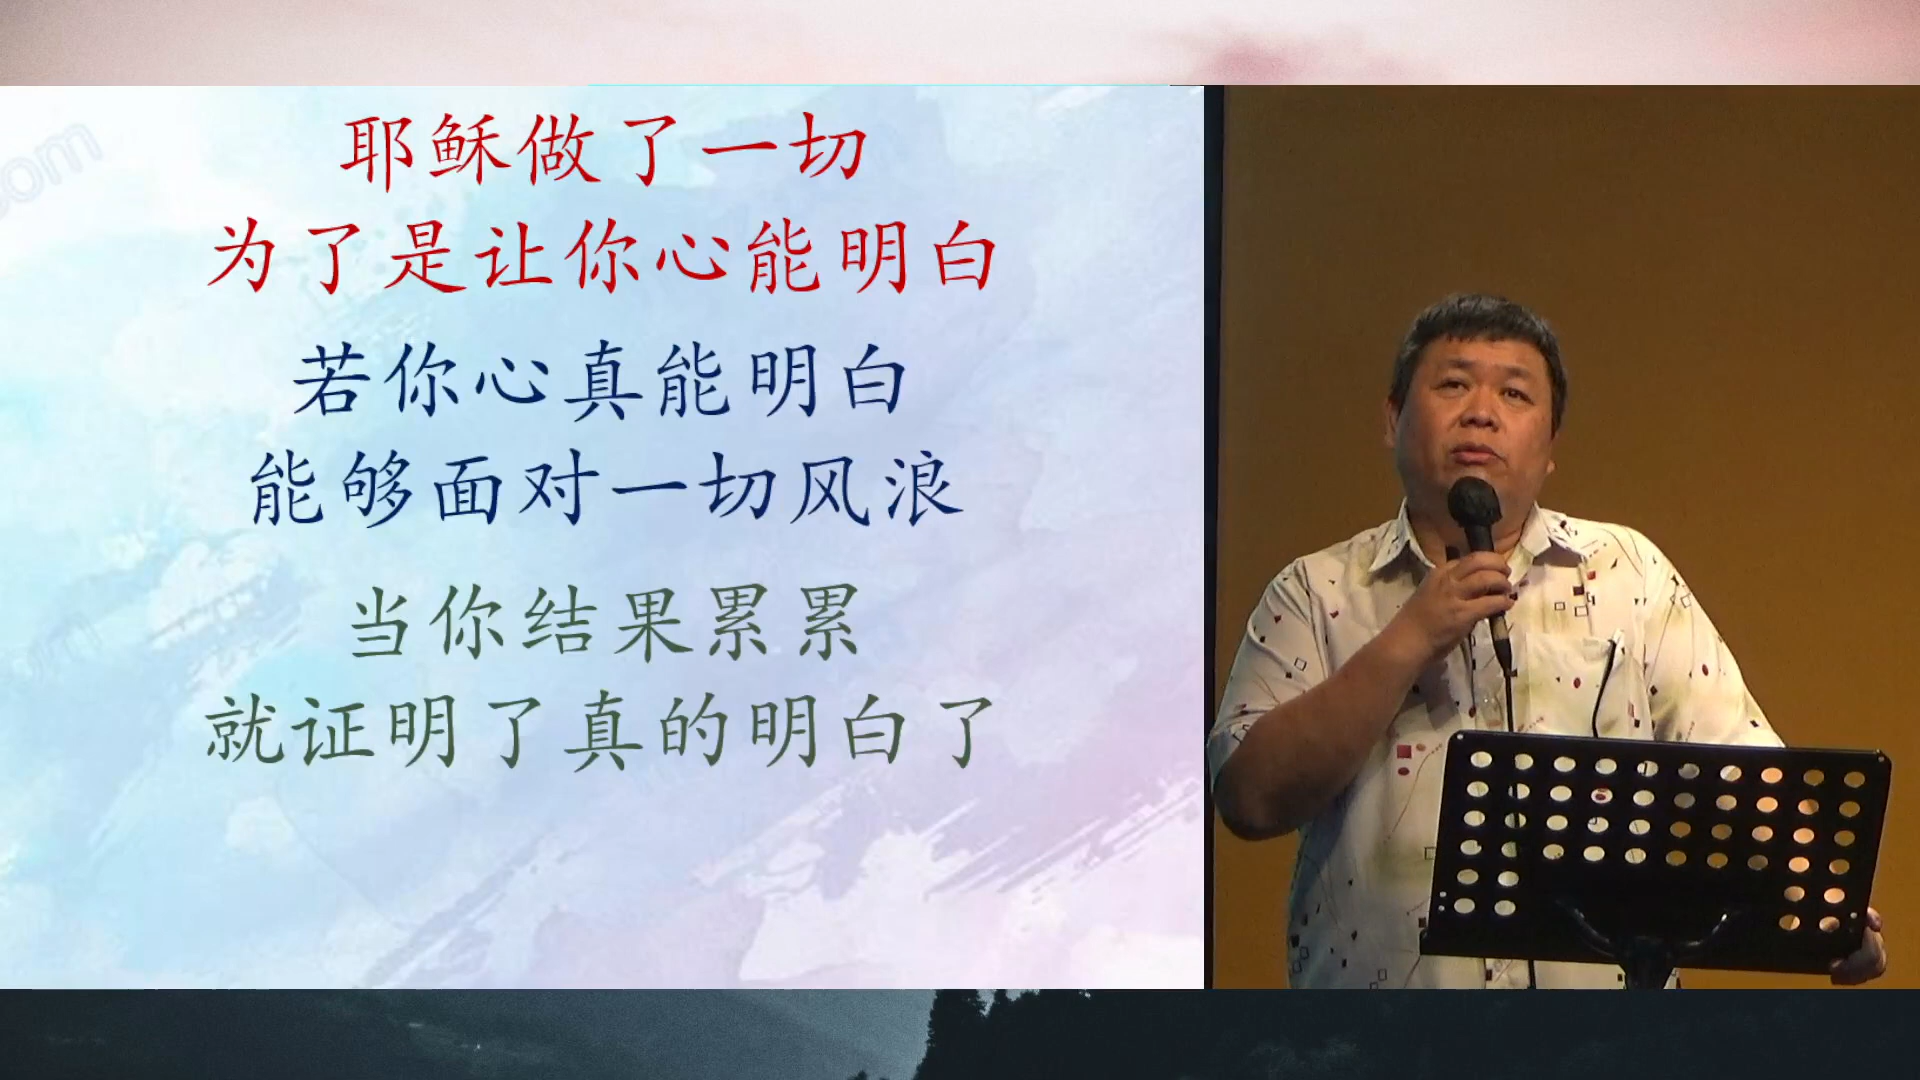 耶稣做了一切
为了是让你心能明白
若你心真能明白
能够面对一切风浪
当你结果累累
就证明了真的明白了
com